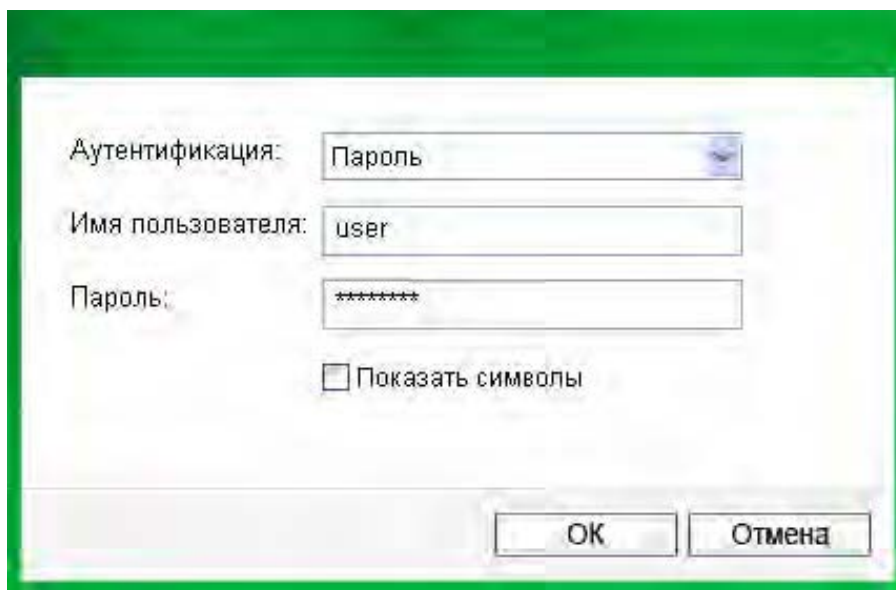 Аутентификация: Пароль
Имя пользователя: user
Пароль: ********
Показать символы
OK Отмена